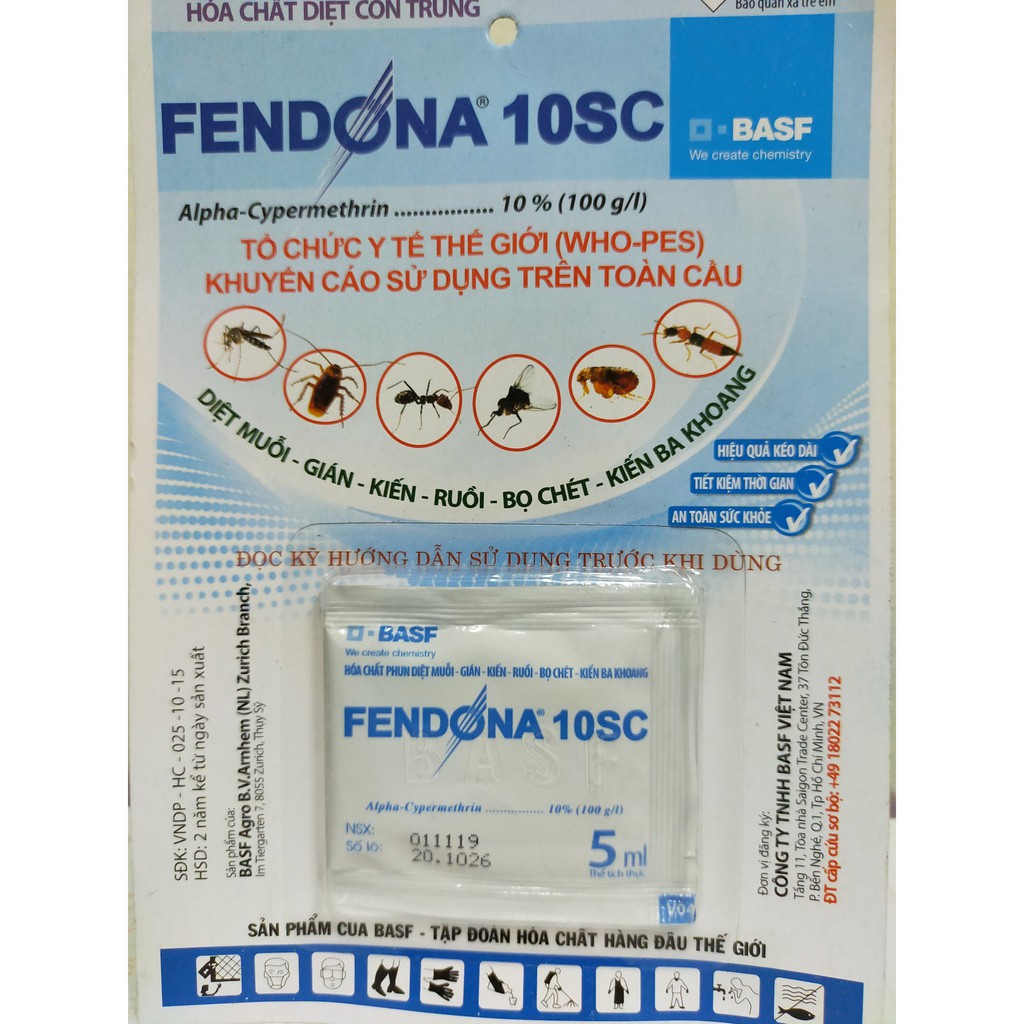 HÓA CHẤT DIỆT CÔN TRÙNG
Bảo quản xa trẻ em
FENDONA® 10SC
BASF
We create chemistry
Alpha-Cypermethrin ................ 10 % (100 g/l)
TỔ CHỨC Y TẾ THẾ GIỚI (WHO-PES)
KHUYẾN CÁO SỬ DỤNG TRÊN TOÀN CẦU
DIỆT MUỖI - GIÁN - KIẾN - RUỒI - BỌ CHÉT - KIẾN BA KHOANG
HIỆU QUẢ KÉO DÀI
TIẾT KIỆM THỜI GIAN
AN TOÀN SỨC KHỎE
ĐỌC KỸ HƯỚNG DẪN SỬ DỤNG TRƯỚC KHI DÙNG
SĐK: VNDP - HC - 025 - 10 - 15
HSD: 2 năm kể từ ngày sản xuất
Sản phẩm của:
BASF Agro B.V.Arnhem (NL) Zurich Branch,
Im Tiergarten 7, 8055 Zurich, Thụy Sỹ
BASF
We create chemistry
HÓA CHẤT PHUN DIỆT MUỖI - GIÁN - KIẾN - RUỒI - BỌ CHÉT - KIẾN BA KHOANG
FENDONA® 10SC
BASF
Alpha-Cypermethrin ............... 10% (100 g/l)
NSX: 011119
Số lô: 20.1026
5 ml
Thể tích thực
Đơn vị đăng ký:
CÔNG TY TNHH BASF VIỆT NAM
Tầng 11, Tòa nhà Saigon Trade Center, 37 Tôn Đức Thắng,
P. Bến Nghé, Q.1, Tp Hồ Chí Minh, VN
ĐT cấp cứu sơ bộ: +49 18022 73112
SẢN PHẨM CỦA BASF - TẬP ĐOÀN HÓA CHẤT HÀNG ĐẦU THẾ GIỚI